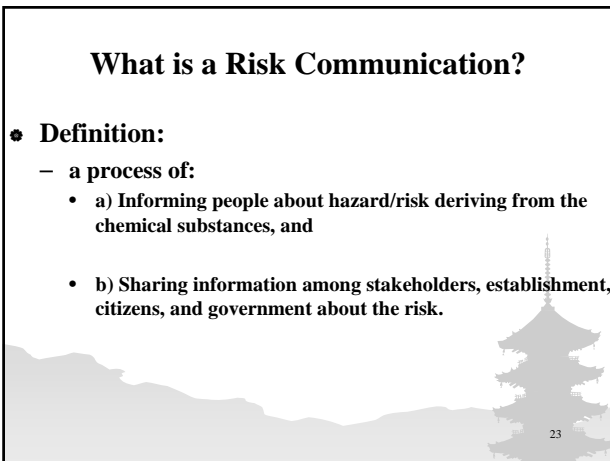 What is a Risk Communication?
Definition:
– a process of:
• a) Informing people about hazard/risk deriving from the
chemical substances, and
• b) Sharing information among stakeholders, establishment,
citizens, and government about the risk.
23